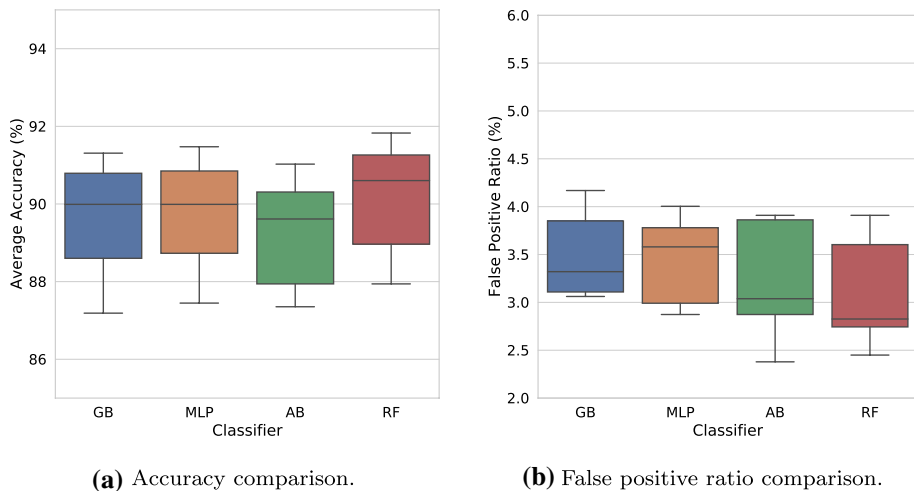 94
92
90
88
86
Average Accuracy (%)
GB MLP AB RF
Classifier
(a) Accuracy comparison.
6.0
5.5
5.0
4.5
4.0
3.5
3.0
2.5
2.0
False Positive Ratio (%)
GB MLP AB RF
Classifier
(b) False positive ratio comparison.